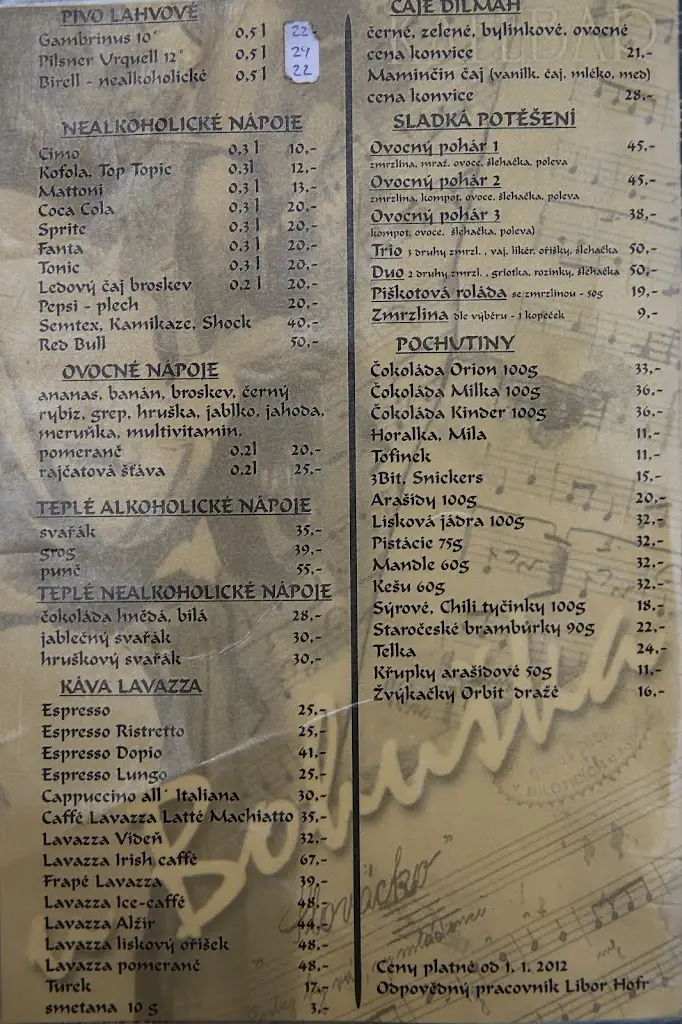 PIVO LAHVOVÉ
Gambrinus 10° 0,5 l 22
Pilsner Urquell 12° 0,5 l 24
Birell - nealkoholické 0,5 l 22
NEALKOHOLICKÉ NÁPOJE
Cimo 0,3 l 10,-
Kofola, Top Topic 0,3l 12,-
Mattoni 0,3 l 13,-
Coca Cola 0,3 l 20,-
Sprite 0,3 l 20,-
Fanta 0,3 l 20,-
Tonic 0,3 l 20,-
Ledový čaj broskev 0,2 l 20,-
Pepsi - plech 20,-
Semtex, Kamikaze, Shock 40,-
Red Bull 50,-
OVOCNÉ NÁPOJE
ananas, banán, broskev, černý
rybiz, grep, hruška, jablko, jahoda,
meruňka, multivitamin,
pomeranč 0,2l 20,-
rajčatová šťáva 0,2l 25,-
TEPLÉ ALKOHOLICKÉ NÁPOJE
svařák 35,-
grog 39,-
punč 55,-
TEPLÉ NEALKOHOLICKÉ NÁPOJE
čokoláda hnědá, bílá 28,-
jablečný svařák 30,-
hruškový svařák 30,-
KÁVA LAVAZZA
Espresso 25,-
Espresso Ristretto 25,-
Espresso Dopio 41,-
Espresso Lungo 25,-
Cappuccino all´ Italiana 30,-
Caffé Lavazza Latté Machiatto 35,-
Lavazza Videň 32,-
Lavazza Irish caffé 67,-
Frapé Lavazza 39,-
Lavazza Ice-caffé 48,-
Lavazza Alžir 44,-
Lavazza liskový oříšek 48,-
Lavazza pomeranč 48,-
Turek 17,-
smetana 10 g 3,-
ČAJE DILMAH
černé, zelené, bylinkové, ovocné
cena konvice 21,-
Maminčin čaj (vanilk. čaj, mléko, med)
cena konvice 28,-
SLADKÁ POTĚŠENÍ
Ovocný pohár 1 45,-
zmrzlina, mraž. ovoce, šlehačka, poleva
Ovocný pohár 2 45,-
zmrzlina, kompot. ovoce, šlehačka, poleva
Ovocný pohár 3 38,-
kompot. ovoce, šlehačka, poleva)
Trio 3 druhy zmrzl. , vaj. likér, oříšky, šlehačka 50,-
Duo 2 druhy zmrzl. , griotka, rozinky, šlehačka 50,-
Piškotová roláda se zmrzlinou - 50g 19,-
Zmrzlina dle výběru - 1 kopeček 9,-
POCHUTINY
Čokoláda Orion 100g 33,-
Čokoláda Milka 100g 36,-
Čokoláda Kinder 100g 36,-
Horalka, Mila 11,-
Tofinek 11,-
3Bit, Snickers 15,-
Arašídy 100g 20,-
Lisková jádra 100g 32,-
Pistácie 75g 32,-
Mandle 60g 32,-
Kešu 60g 32,-
Sýrové, Chili tyčinky 100g 18,-
Staročeské brambůrky 90g 22,-
Telka 24,-
Křupky arašidové 50g 11,-
Žvýkačky Orbit dražé 16,-
Bohuslava
"Slovácko"
Ceny platné od 1. 1. 2012
Odpovědný pracovník Libor Hofr